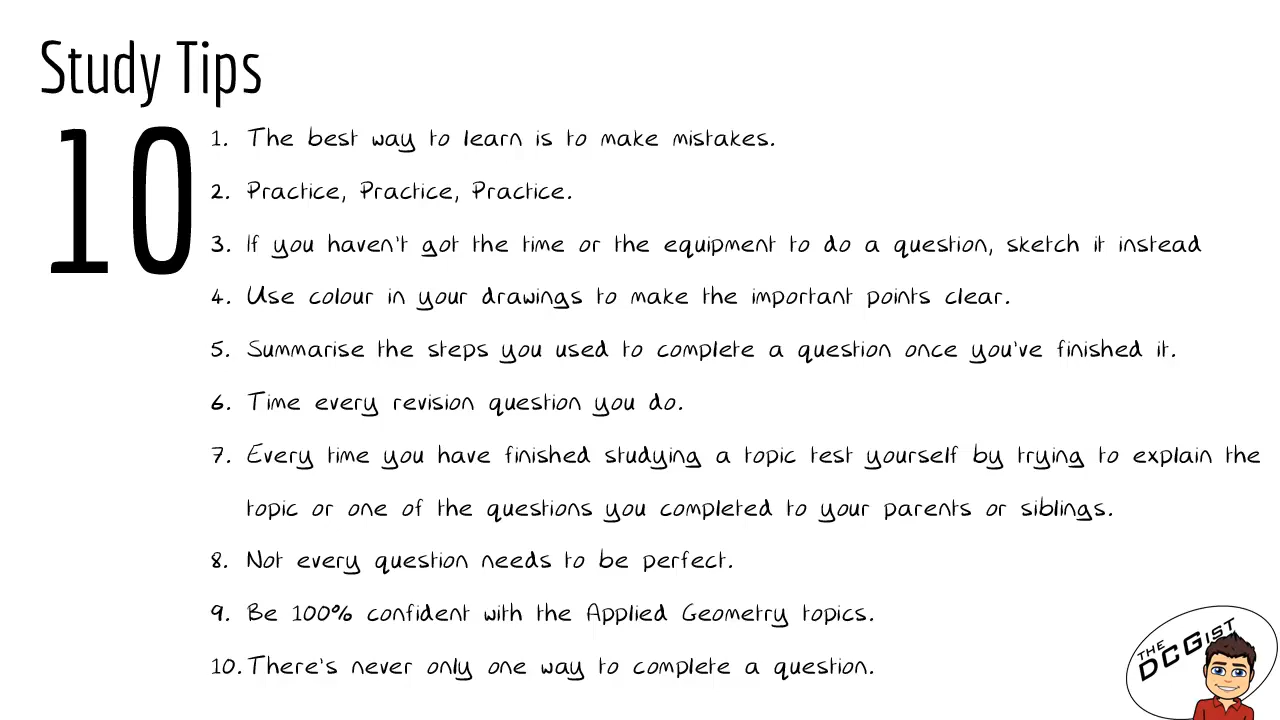 Study Tips
10
1. The best way to learn is to make mistakes.
2. Practice, Practice, Practice.
3. If you haven't got the time or the equipment to do a question, sketch it instead
4. Use colour in your drawings to make the important points clear.
5. Summarise the steps you used to complete a question once you've finished it.
6. Time every revision question you do.
7. Every time you have finished studying a topic test yourself by trying to explain the
topic or one of the questions you completed to your parents or siblings.
8. Not every question needs to be perfect.
9. Be 100% confident with the Applied Geometry topics.
10. There's never only one way to complete a question.
THE
DCGIST